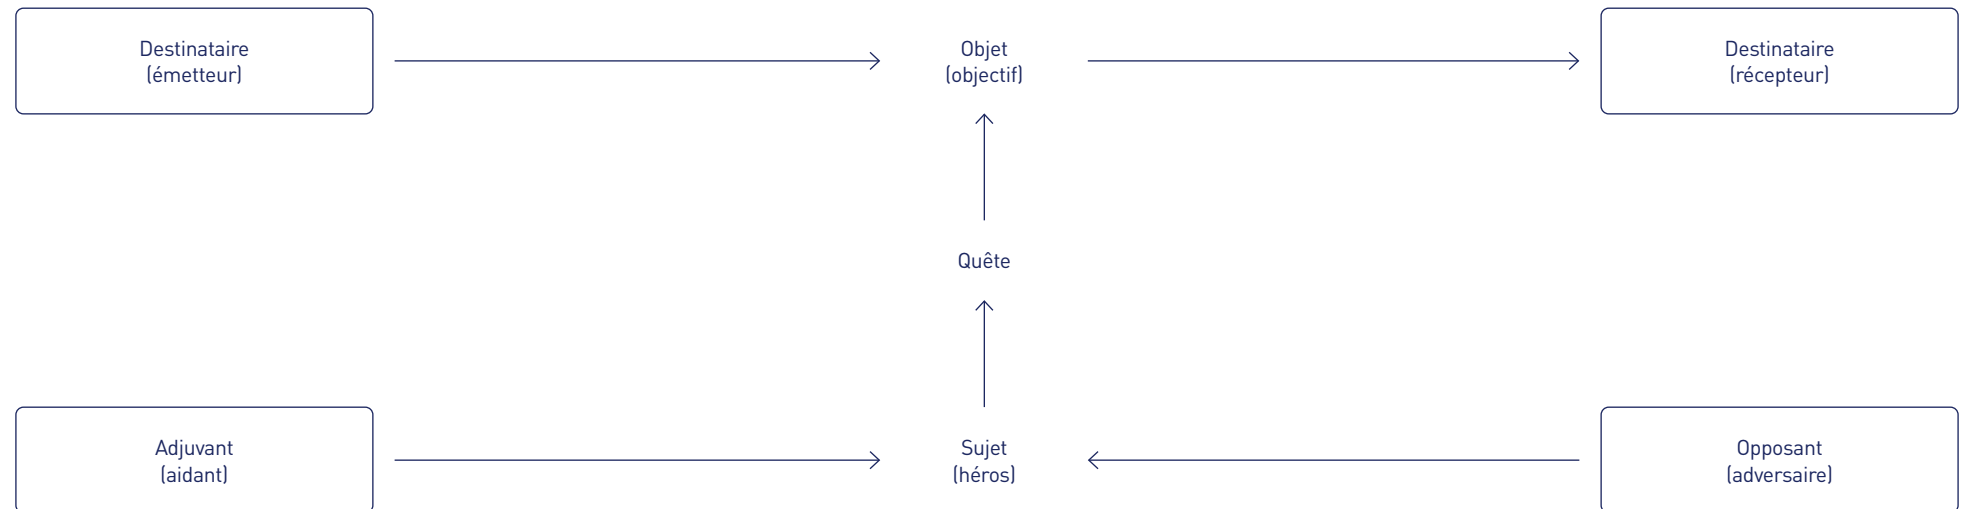 Destinataire
(émetteur)
Objet
(objectif)
Destinataire
(récepteur)
Quête
Adjuvant
(aidant)
Sujet
(héros)
Opposant
(adversaire)